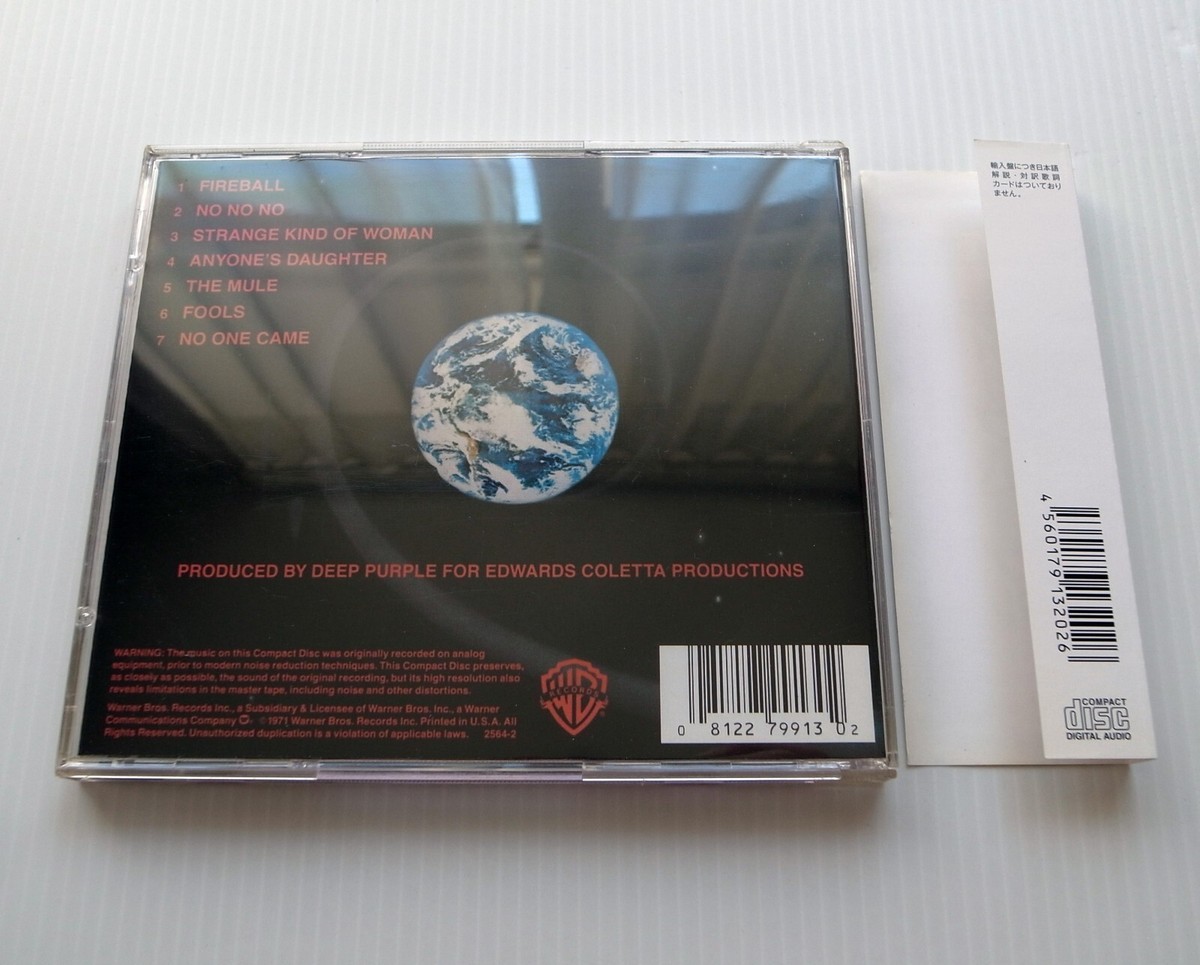 1 FIREBALL
2 NO NO NO
3 STRANGE KIND OF WOMAN
4 ANYONE'S DAUGHTER
5 THE MULE
6 FOOLS
7 NO ONE CAME
PRODUCED BY DEEP PURPLE FOR EDWARDS COLETTA PRODUCTIONS
WARNING: The music on this Compact Disc was originally recorded on analog
equipment, prior to modern noise reduction techniques. This Compact Disc preserves,
as closely as possible, the sound of the original recording, but its high resolution also
reveals limitations in the master tape, including noise and other distortions.
Warner Bros. Records Inc., a Subsidiary & Licensee of Warner Bros. Inc., a Warner
Communications Company ©1971 Warner Bros. Records Inc. Printed in U.S.A. All
Rights Reserved. Unauthorized duplication is a violation of applicable laws. 2564-2
WB RECORDS ®
0 8122 79913 0 2
輸入盤につき日本語
解説・対訳歌詞
カードはついており
ません。
4 560179 132026
COMPACT
disc
DIGITAL AUDIO